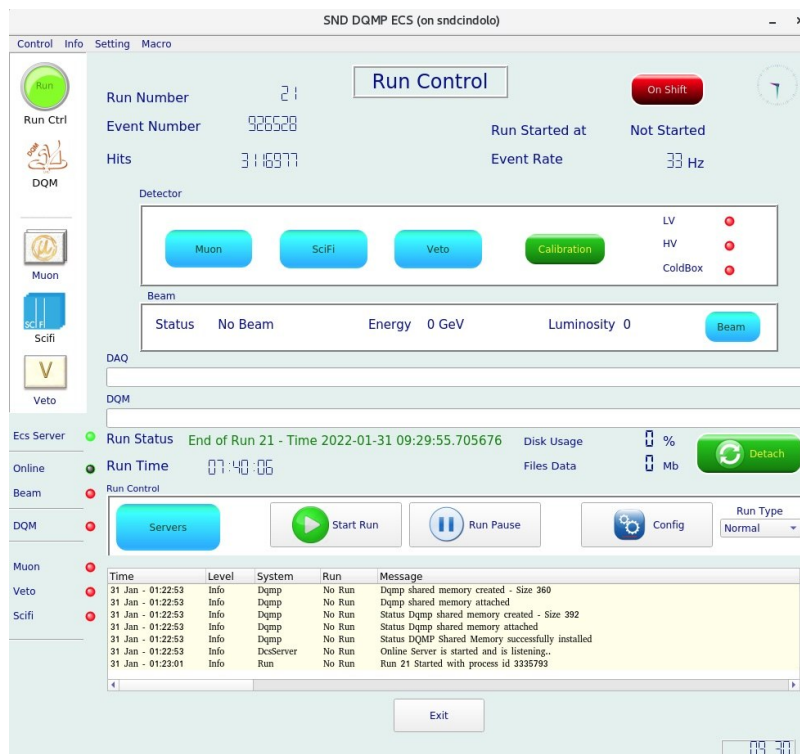 SND DQMP ECS (on sndcindolo)
Control Info Setting Macro
Run
Run Ctrl
DQM
Muon
SCIFI
Scifi
V
Veto
Run Control
On Shift
Run Number 21
Event Number 926528
Hits 3116977
Run Started at Not Started
Event Rate 33 Hz
Detector
Muon SciFi Veto Calibration
LV
HV
ColdBox
Beam
Status No Beam Energy 0 GeV Luminosity 0 Beam
DAQ
DQM
Ecs Server
Online
Beam
DQM
Muon
Veto
Scifi
Run Status End of Run 21 - Time 2022-01-31 09:29:55.705676 Disk Usage 0 %
Run Time 07:40:06 Files Data 0 Mb
Detach
Run Control
Servers Start Run Run Pause Config
Run Type
Normal
Time Level System Run Message
31 Jan - 01:22:53 Info Dqmp No Run Dqmp shared memory created - Size 360
31 Jan - 01:22:53 Info Dqmp No Run Dqmp shared memory attached
31 Jan - 01:22:53 Info Dqmp No Run Status Dqmp shared memory created - Size 392
31 Jan - 01:22:53 Info Dqmp No Run Status Dqmp shared memory attached
31 Jan - 01:22:53 Info Dqmp No Run Status DQMP Shared Memory successfully installed
31 Jan - 01:22:53 Info DcsServer No Run Online Server is started and is listening..
31 Jan - 01:23:01 Info Run No Run Run 21 Started with process id 3335793
Exit
09 30